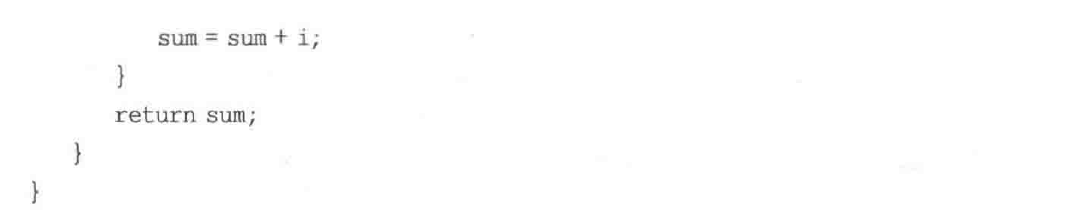 sum = sum + i;
}
return sum;
}
}